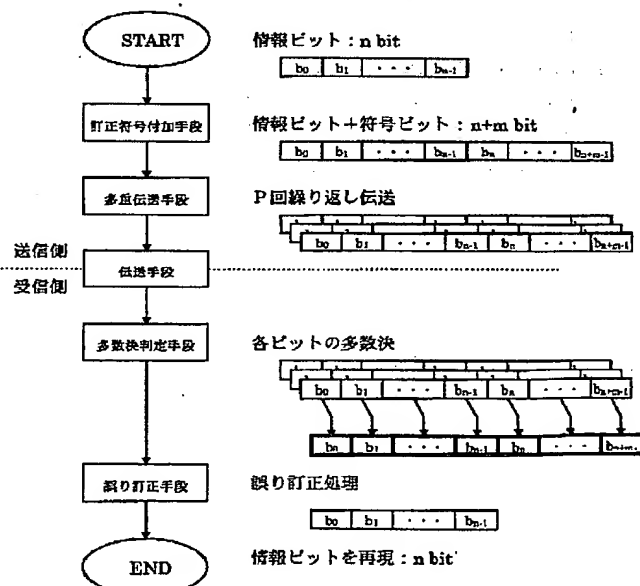 START
情報ビット：n bit
b0 b1 ・・・ bn-1
訂正符号付加手段
情報ビット＋符号ビット：n+m bit
b0 b1 ・・・ bn-1 bn ・・・ bn+m-1
多重伝送手段
P回繰り返し伝送
b0 b1 ・・・ bn-1 bn ・・・ bn+m-1
送信側
伝送手段
受信側
多数決判定手段
各ビットの多数決
b0 b1 ・・・ bn-1 bn ・・・ bn+m-1
b0 b1 ・・・ bn-1 bn ・・・ bn+m-
誤り訂正手段
誤り訂正処理
b0 b1 ・・・ bn-1
END
情報ビットを再現：n bit